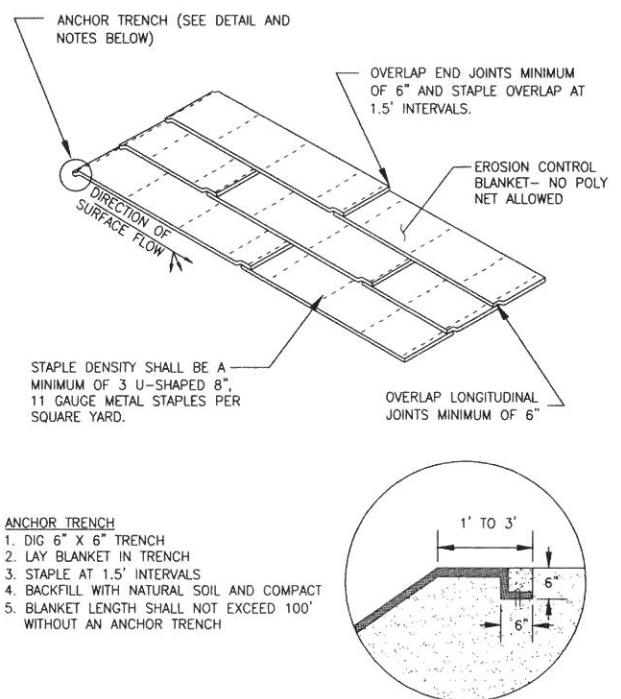 ANCHOR TRENCH (SEE DETAIL AND
NOTES BELOW)
OVERLAP END JOINTS MINIMUM
OF 6" AND STAPLE OVERLAP AT
1.5' INTERVALS.
EROSION CONTROL
BLANKET– NO POLY
NET ALLOWED
DIRECTION OF
SURFACE FLOW
STAPLE DENSITY SHALL BE A
MINIMUM OF 3 U-SHAPED 8",
11 GAUGE METAL STAPLES PER
SQUARE YARD.
OVERLAP LONGITUDINAL
JOINTS MINIMUM OF 6"
ANCHOR TRENCH
1. DIG 6" X 6" TRENCH
2. LAY BLANKET IN TRENCH
3. STAPLE AT 1.5' INTERVALS
4. BACKFILL WITH NATURAL SOIL AND COMPACT
5. BLANKET LENGTH SHALL NOT EXCEED 100'
WITHOUT AN ANCHOR TRENCH
1' TO 3'
6"
6"